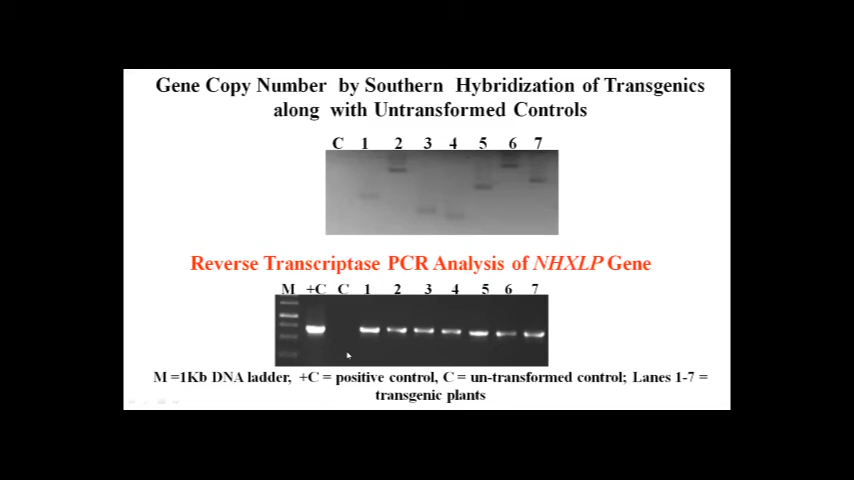 Gene Copy Number by Southern Hybridization of Transgenics
along with Untransformed Controls
C 1 2 3 4 5 6 7
Reverse Transcriptase PCR Analysis of NHXLP Gene
M +C C 1 2 3 4 5 6 7
M =1Kb DNA ladder, +C = positive control, C = un-transformed control; Lanes 1-7 =
transgenic plants